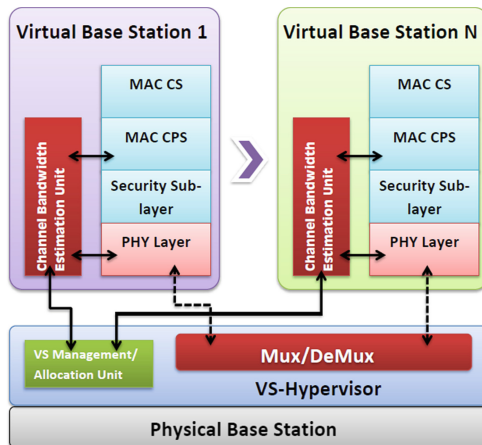 Virtual Base Station 1
MAC CS
MAC CPS
Security Sub-
layer
PHY Layer
Channel Bandwidth
Estimation Unit
Virtual Base Station N
MAC CS
MAC CPS
Security Sub-
layer
PHY Layer
Channel Bandwidth
Estimation Unit
VS Management/
Allocation Unit
Mux/DeMux
VS-Hypervisor
Physical Base Station